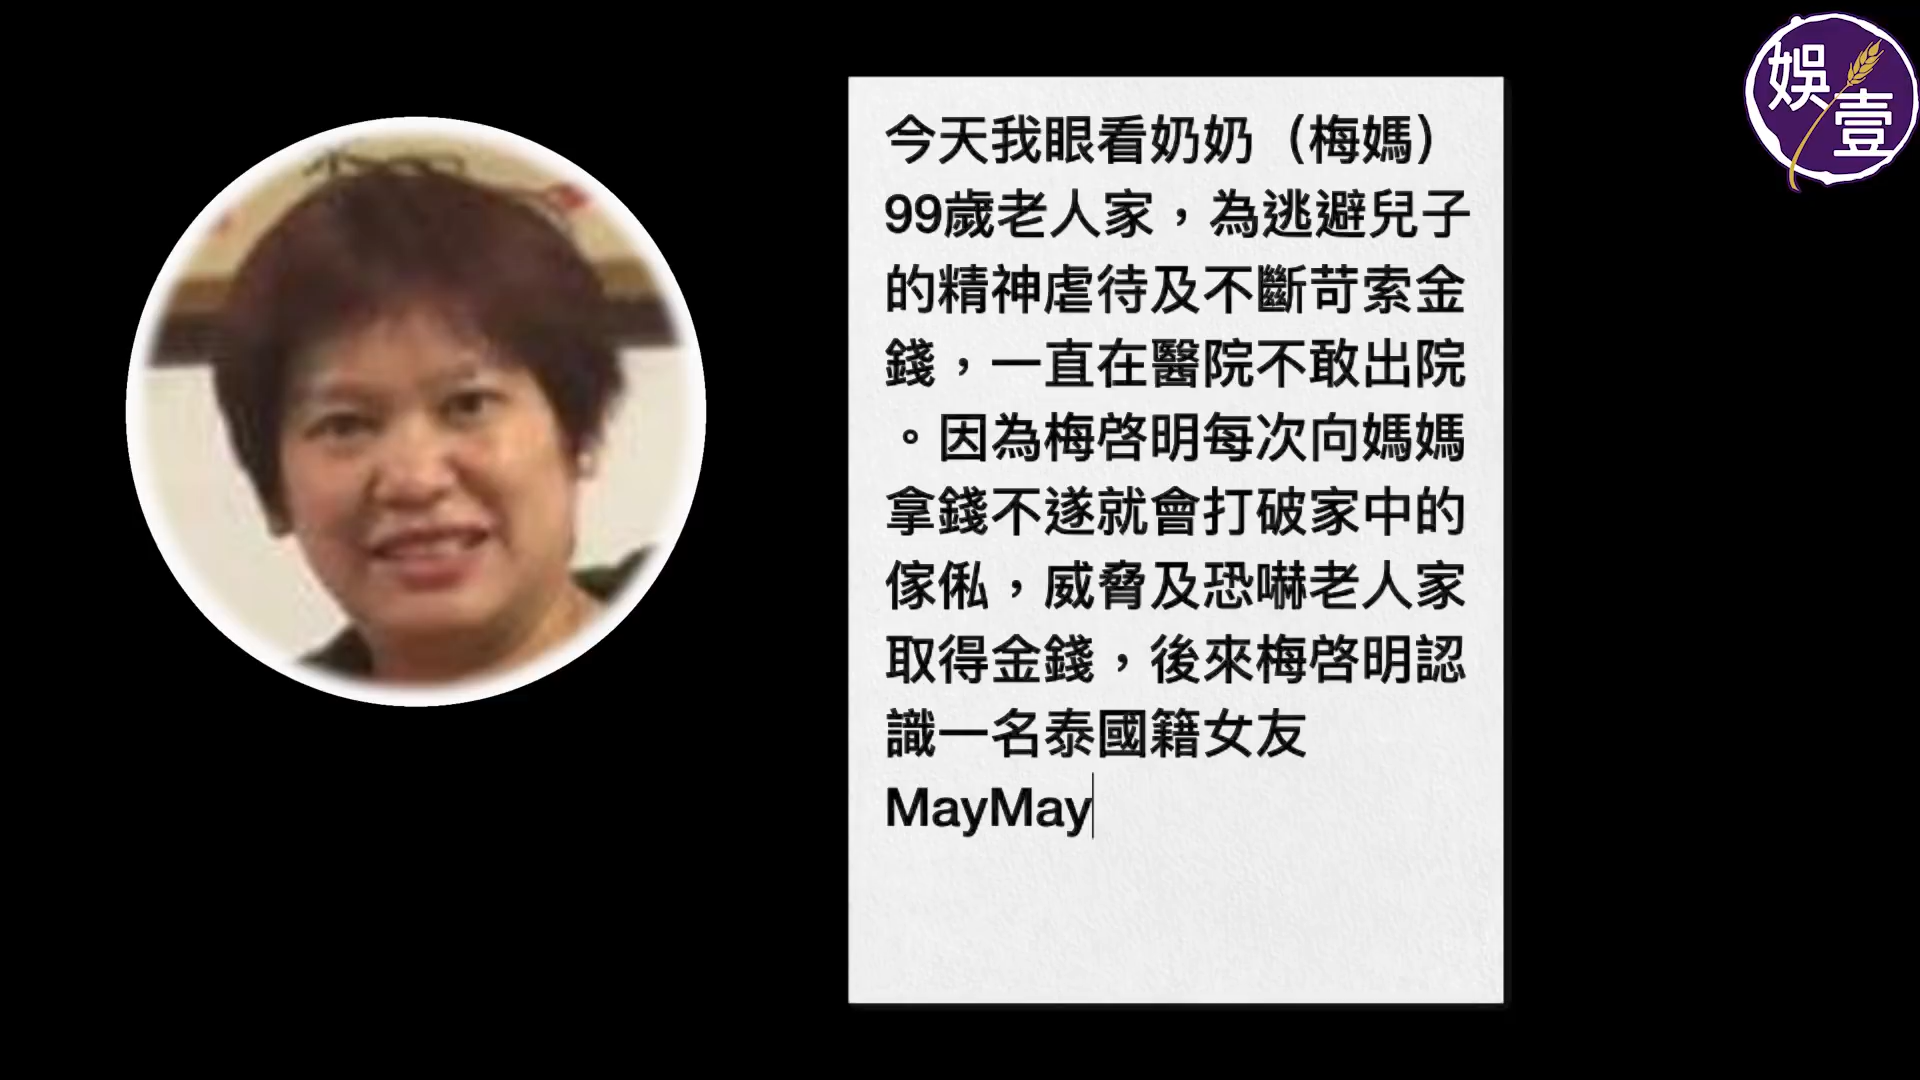 娛壹
今天我眼看奶奶（梅媽）
99歲老人家，為逃避兒子
的精神虐待及不斷苛索金
錢，一直在醫院不敢出院
。因為梅啓明每次向媽媽
拿錢不遂就會打破家中的
傢俬，威脅及恐嚇老人家
取得金錢，後來梅啓明認
識一名泰國籍女友
MayMay